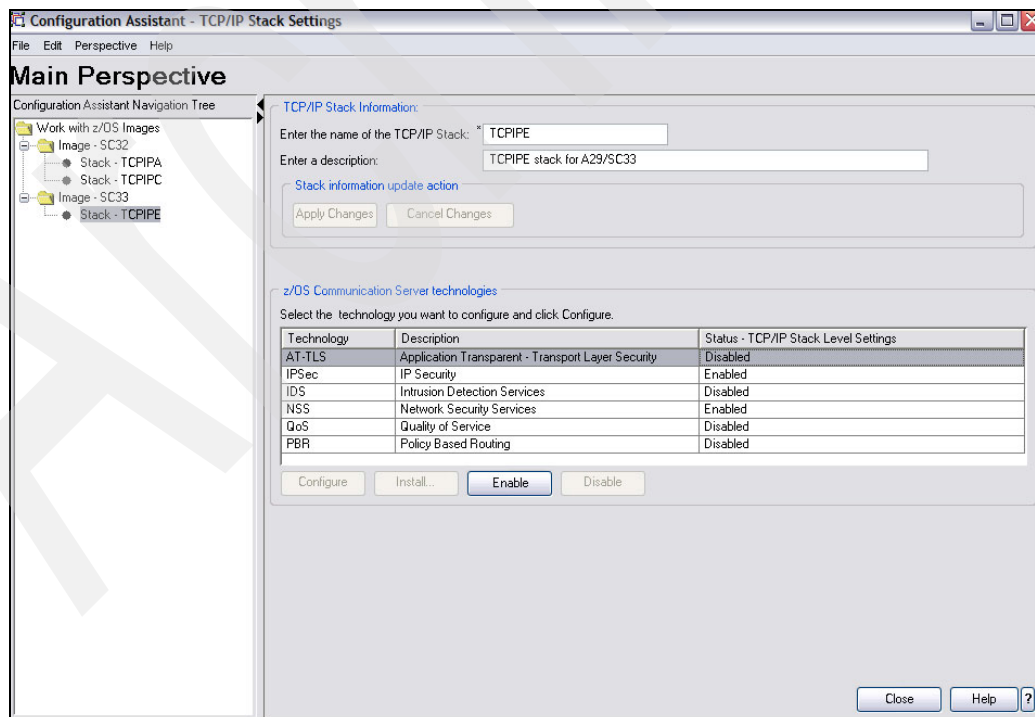 Configuration Assistant - TCP/IP Stack Settings
File Edit Perspective Help
Main Perspective
Configuration Assistant Navigation Tree
Work with z/OS Images
Image - SC32
Stack - TCPIPA
Stack - TCPIPC
Image - SC33
Stack - TCPIPE
TCP/IP Stack Information:
Enter the name of the TCP/IP Stack: * TCPIPE
Enter a description: TCPIPE stack for A29/SC33
Stack information update action
Apply Changes Cancel Changes
z/OS Communication Server technologies
Select the technology you want to configure and click Configure.
Technology Description Status - TCP/IP Stack Level Settings
AT-TLS Application Transparent - Transport Layer Security Disabled
IPSec IP Security Enabled
IDS Intrusion Detection Services Disabled
NSS Network Security Services Enabled
QoS Quality of Service Disabled
PBR Policy Based Routing Disabled
Configure Install... Enable Disable
Close Help ?